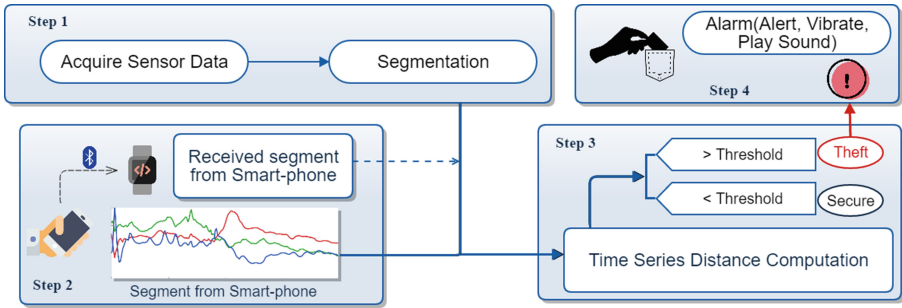 Step 1
Acquire Sensor Data
Segmentation
Step 2
</>
Received segment
from Smart-phone
Segment from Smart-phone
Step 3
> Threshold
< Threshold
Theft
Secure
Time Series Distance Computation
Step 4
Alarm(Alert, Vibrate,
Play Sound)
!